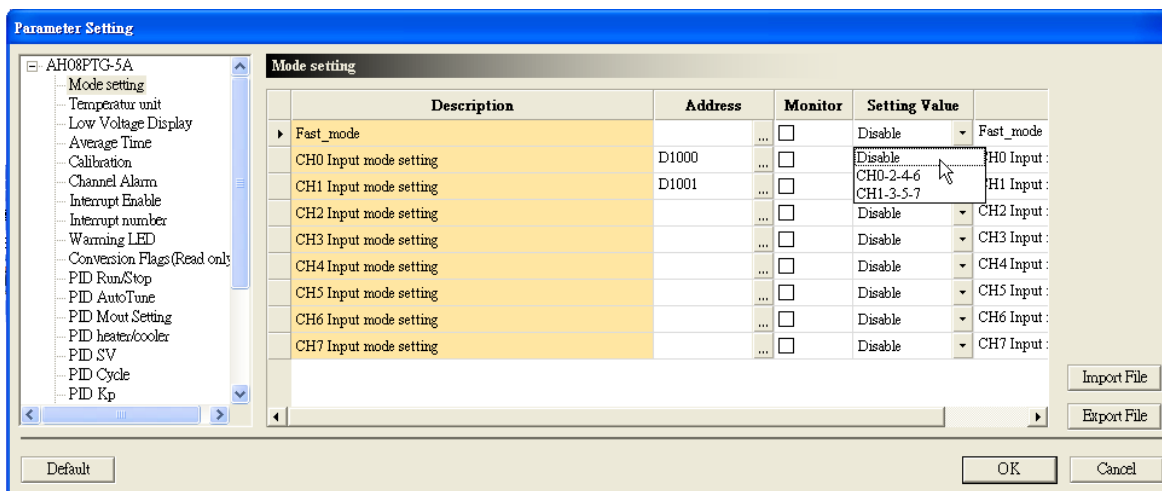 Parameter Setting
AH08PTG-5A
Mode setting
Temperatur unit
Low Voltage Display
Average Time
Calibration
Channel Alarm
Interrupt Enable
Interrupt number
Warming LED
Conversion Flags(Read only
PID Run/Stop
PID AutoTune
PID Mout Setting
PID heater/cooler
PID SV
PID Cycle
PID Kp
Mode setting
Description Address Monitor Setting Value
Fast_mode ... Disable Fast_mode
CH0 Input mode setting D1000 ... Disable CH0 Input :
CH1 Input mode setting D1001 ... CH0-2-4-6 CH1 Input :
CH1-3-5-7
CH2 Input mode setting ... Disable CH2 Input :
CH3 Input mode setting ... Disable CH3 Input :
CH4 Input mode setting ... Disable CH4 Input :
CH5 Input mode setting ... Disable CH5 Input :
CH6 Input mode setting ... Disable CH6 Input :
CH7 Input mode setting ... Disable CH7 Input :
Import File
Export File
Default OK Cancel